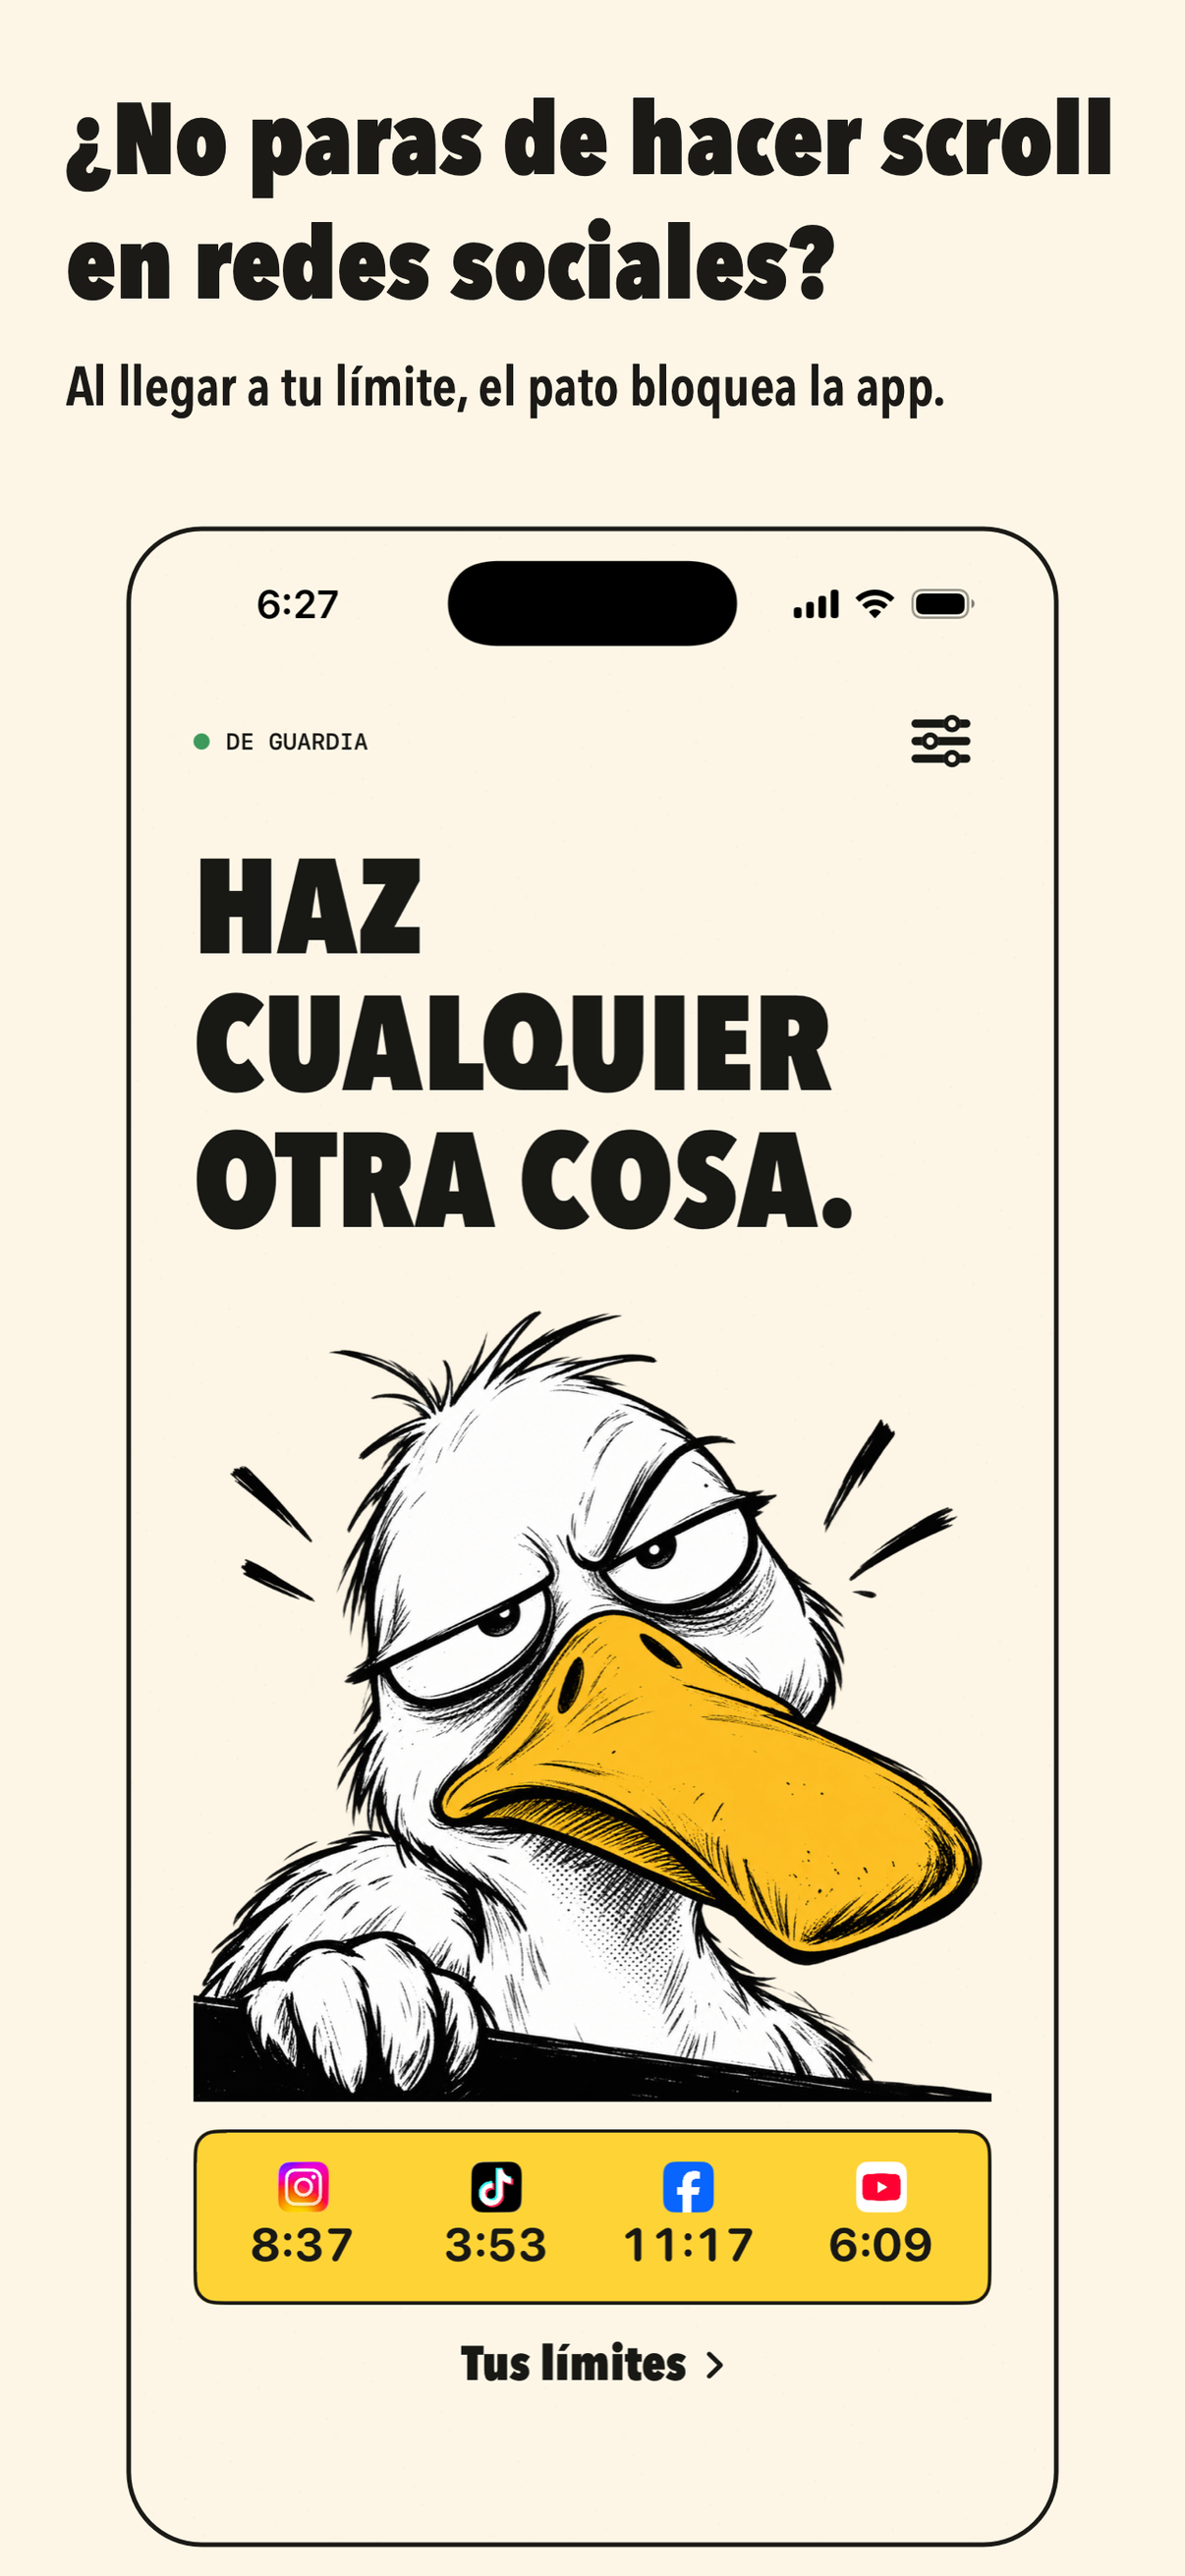 ¿No paras de hacer scroll
en redes sociales?
Al llegar a tu límite, el pato bloquea la app.
6:27
DE GUARDIA
HAZ
CUALQUIER
OTRA COSA.
8:37 3:53 11:17 6:09
Tus límites